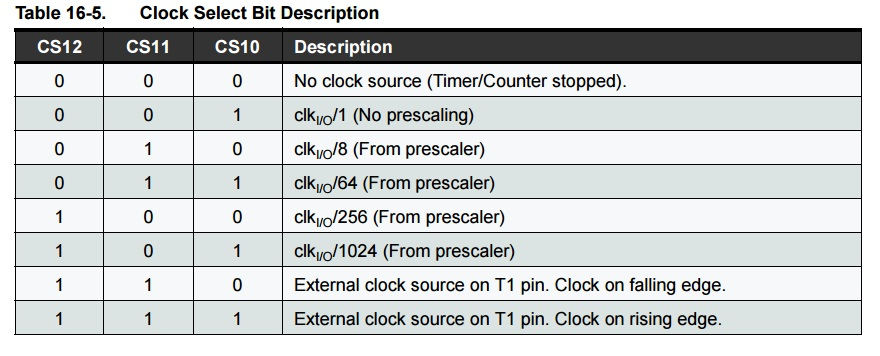 Table 16-5. Clock Select Bit Description
CS12 CS11 CS10 Description
0 0 0 No clock source (Timer/Counter stopped).
0 0 1 clkI/O/1 (No prescaling)
0 1 0 clkI/O/8 (From prescaler)
0 1 1 clkI/O/64 (From prescaler)
1 0 0 clkI/O/256 (From prescaler)
1 0 1 clkI/O/1024 (From prescaler)
1 1 0 External clock source on T1 pin. Clock on falling edge.
1 1 1 External clock source on T1 pin. Clock on rising edge.